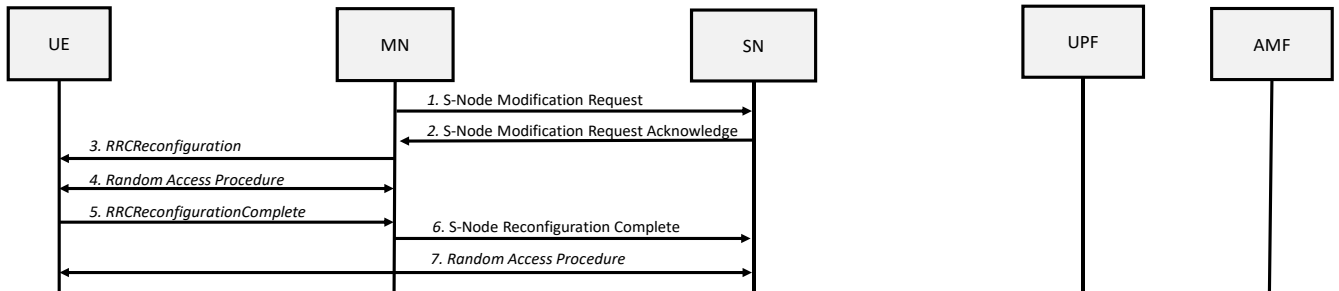 UE
MN
SN
UPF
AMF
1. S-Node Modification Request
2. S-Node Modification Request Acknowledge
3. RRCReconfiguration
4. Random Access Procedure
5. RRCReconfigurationComplete
6. S-Node Reconfiguration Complete
7. Random Access Procedure